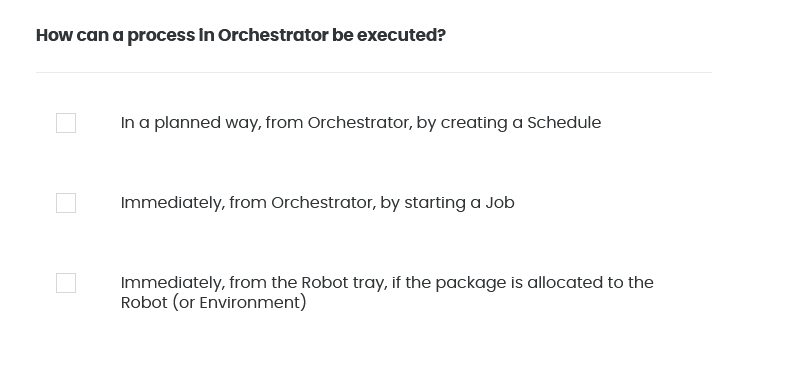 How can a process in Orchestrator be executed?
In a planned way, from Orchestrator, by creating a Schedule
Immediately, from Orchestrator, by starting a Job
Immediately, from the Robot tray, if the package is allocated to the
Robot (or Environment)